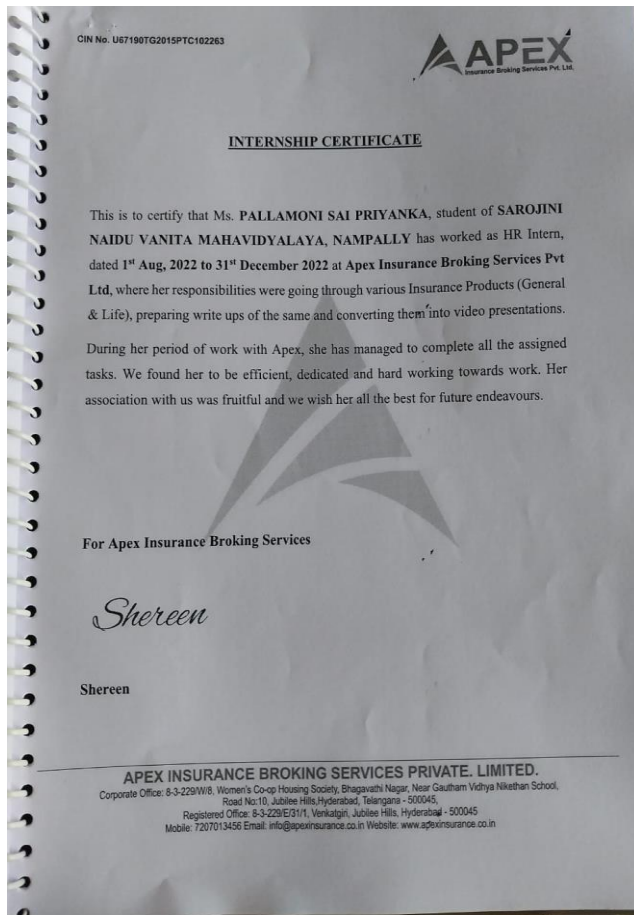 CIN No. U67190TG2015PTC102263
APEX
Insurance Broking Services Pvt. Ltd.
INTERNSHIP CERTIFICATE
This is to certify that Ms. PALLAMONI SAI PRIYANKA, student of SAROJINI
NAIDU VANITA MAHAVIDYALAYA, NAMPALLY has worked as HR Intern,
dated 1st Aug, 2022 to 31st December 2022 at Apex Insurance Broking Services Pvt
Ltd, where her responsibilities were going through various Insurance Products (General
& Life), preparing write ups of the same and converting them into video presentations.
During her period of work with Apex, she has managed to complete all the assigned
tasks. We found her to be efficient, dedicated and hard working towards work. Her
association with us was fruitful and we wish her all the best for future endeavours.
For Apex Insurance Broking Services
Shereen
Shereen
APEX INSURANCE BROKING SERVICES PRIVATE. LIMITED.
Corporate Office: 8-3-229/W/8, Women's Co-op Housing Society, Bhagavathi Nagar, Near Gautham Vidhya Nikethan School,
Road No:10, Jubilee Hills,Hyderabad, Telangana - 500045,
Registered Office: 8-3-229/E/31/1, Venkatgiri, Jubilee Hills, Hyderabad - 500045
Mobile: 7207013456 Email: info@apexinsurance.co.in Website: www.apexinsurance.co.in